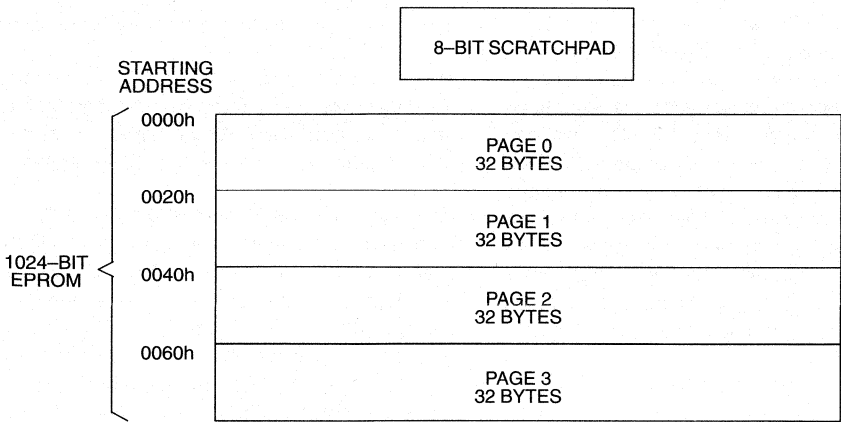 8–BIT SCRATCHPAD
STARTING
ADDRESS
0000h
PAGE 0
32 BYTES
0020h
PAGE 1
32 BYTES
1024–BIT
EPROM
0040h
PAGE 2
32 BYTES
0060h
PAGE 3
32 BYTES